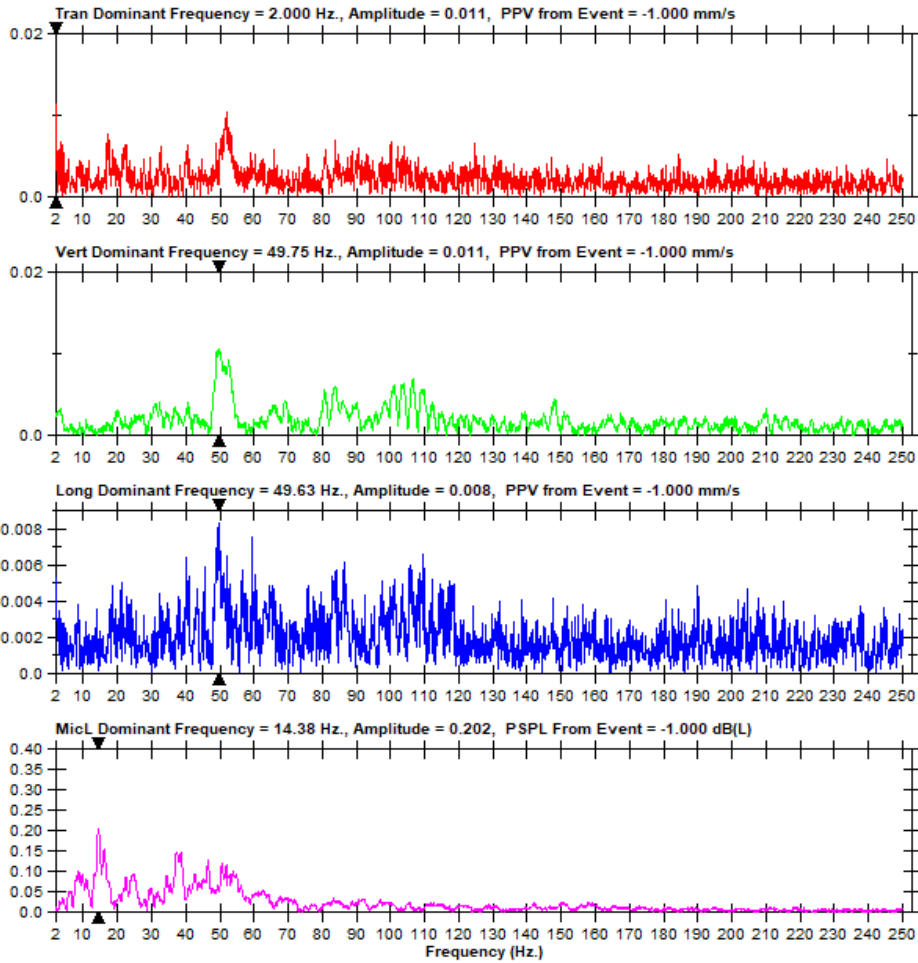 Tran Dominant Frequency = 2.000 Hz., Amplitude = 0.011, PPV from Event = -1.000 mm/s
0.02
0.0
2 10 20 30 40 50 60 70 80 90 100 110 120 130 140 150 160 170 180 190 200 210 220 230 240 250
Vert Dominant Frequency = 49.75 Hz., Amplitude = 0.011, PPV from Event = -1.000 mm/s
0.02
0.0
2 10 20 30 40 50 60 70 80 90 100 110 120 130 140 150 160 170 180 190 200 210 220 230 240 250
Long Dominant Frequency = 49.63 Hz., Amplitude = 0.008, PPV from Event = -1.000 mm/s
0.008
0.006
0.004
0.002
0.0
2 10 20 30 40 50 60 70 80 90 100 110 120 130 140 150 160 170 180 190 200 210 220 230 240 250
MicL Dominant Frequency = 14.38 Hz., Amplitude = 0.202, PSPL From Event = -1.000 dB(L)
0.40
0.35
0.30
0.25
0.20
0.15
0.10
0.05
0.0
2 10 20 30 40 50 60 70 80 90 100 110 120 130 140 150 160 170 180 190 200 210 220 230 240 250
Frequency (Hz.)